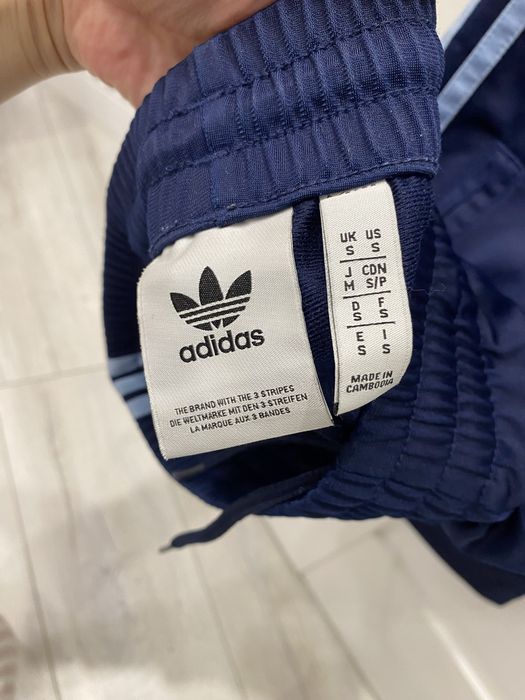 adidas
THE BRAND WITH THE 3 STRIPES
DIE WELTMARKE MIT DEN 3 STREIFEN
LA MARQUE AUX 3 BANDES
UK US
S S
J CDN
M S/P
D F
S S
E I
S S
MADE IN
CAMBODIA